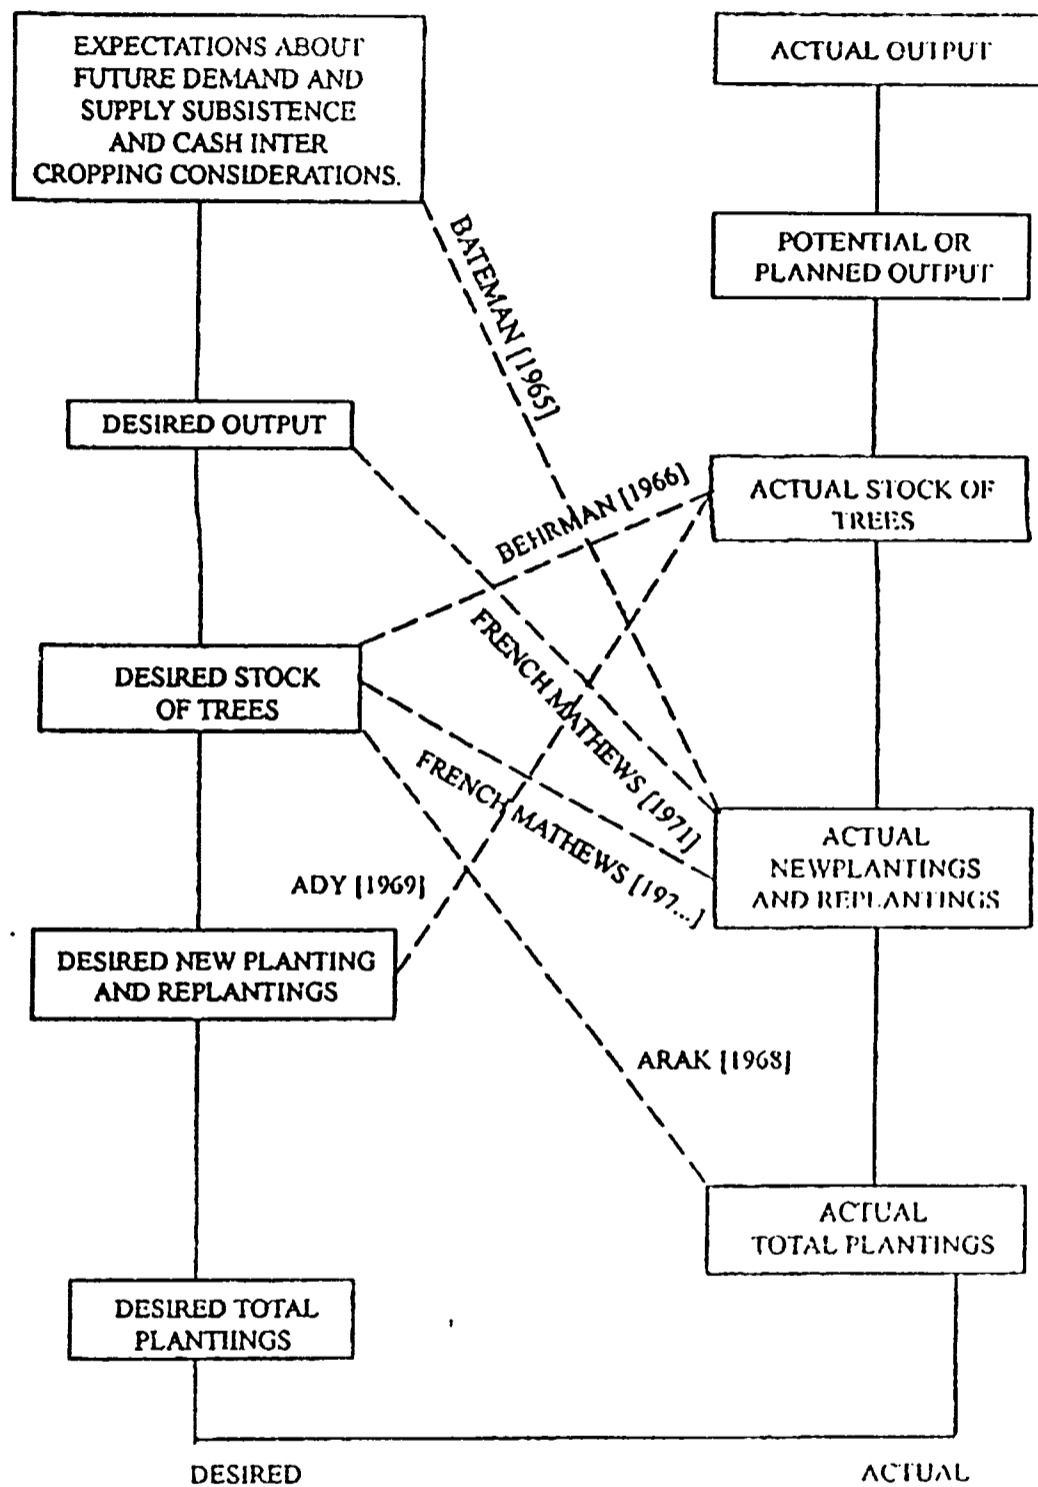 EXPECTATIONS ABOUT
FUTURE DEMAND AND
SUPPLY SUBSISTENCE
AND CASH INTER
CROPPING CONSIDERATIONS.
ACTUAL OUTPUT
POTENTIAL OR
PLANNED OUTPUT
BATEMAN [1965]
DESIRED OUTPUT
BEHRMAN [1966]
ACTUAL STOCK OF
TREES
DESIRED STOCK
OF TREES
FRENCH MATHEWS [1971]
FRENCH MATHEWS [197...]
ACTUAL
NEWPLANTINGS
AND REPLANTINGS
ADY [1969]
DESIRED NEW PLANTING
AND REPLANTINGS
ARAK [1968]
ACTUAL
TOTAL PLANTINGS
DESIRED TOTAL
PLANTIINGS
DESIRED
ACTUAL